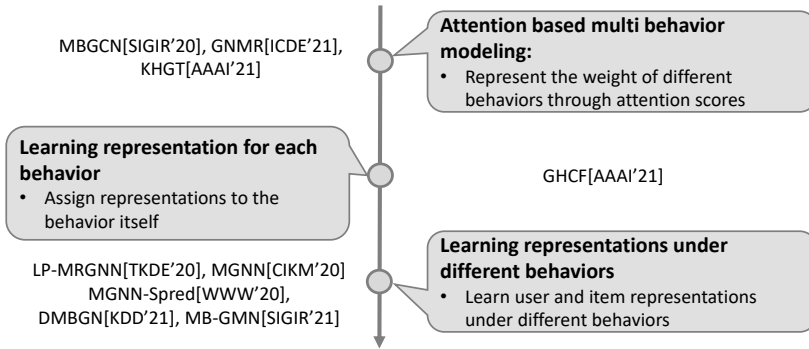 MBGCN[SIGIR'20], GNMR[ICDE'21],
KHGT[AAAI'21]
Attention based multi behavior
modeling:
• Represent the weight of different
behaviors through attention scores
Learning representation for each
behavior
• Assign representations to the
behavior itself
GHCF[AAAI'21]
LP-MRGNN[TKDE'20], MGNN[CIKM'20]
MGNN-Spred[WWW'20],
DMBGN[KDD'21], MB-GMN[SIGIR'21]
Learning representations under
different behaviors
• Learn user and item representations
under different behaviors